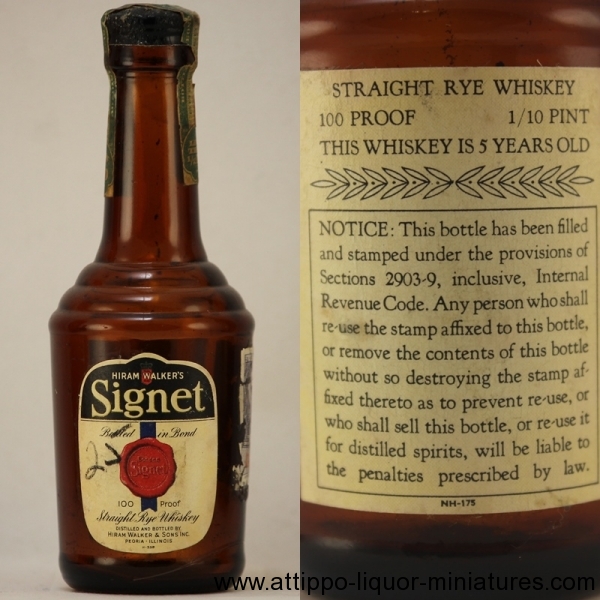 HIRAM WALKER'S
Signet
Bottled in Bond
Signet
100 Proof
Straight Rye Whiskey
DISTILLED AND BOTTLED BY
HIRAM WALKER & SONS INC.
PEORIA · ILLINOIS
STRAIGHT RYE WHISKEY
100 PROOF 1/10 PINT
THIS WHISKEY IS 5 YEARS OLD
NOTICE: This bottle has been filled
and stamped under the provisions of
Sections 2903-9, inclusive, Internal
Revenue Code. Any person who shall
re-use the stamp affixed to this bottle,
or remove the contents of this bottle
without so destroying the stamp af-
fixed thereto as to prevent re-use, or
who shall sell this bottle, or re-use it
for distilled spirits, will be liable to
the penalties prescribed by law.
NH-175
www.attippo-liquor-miniatures.com